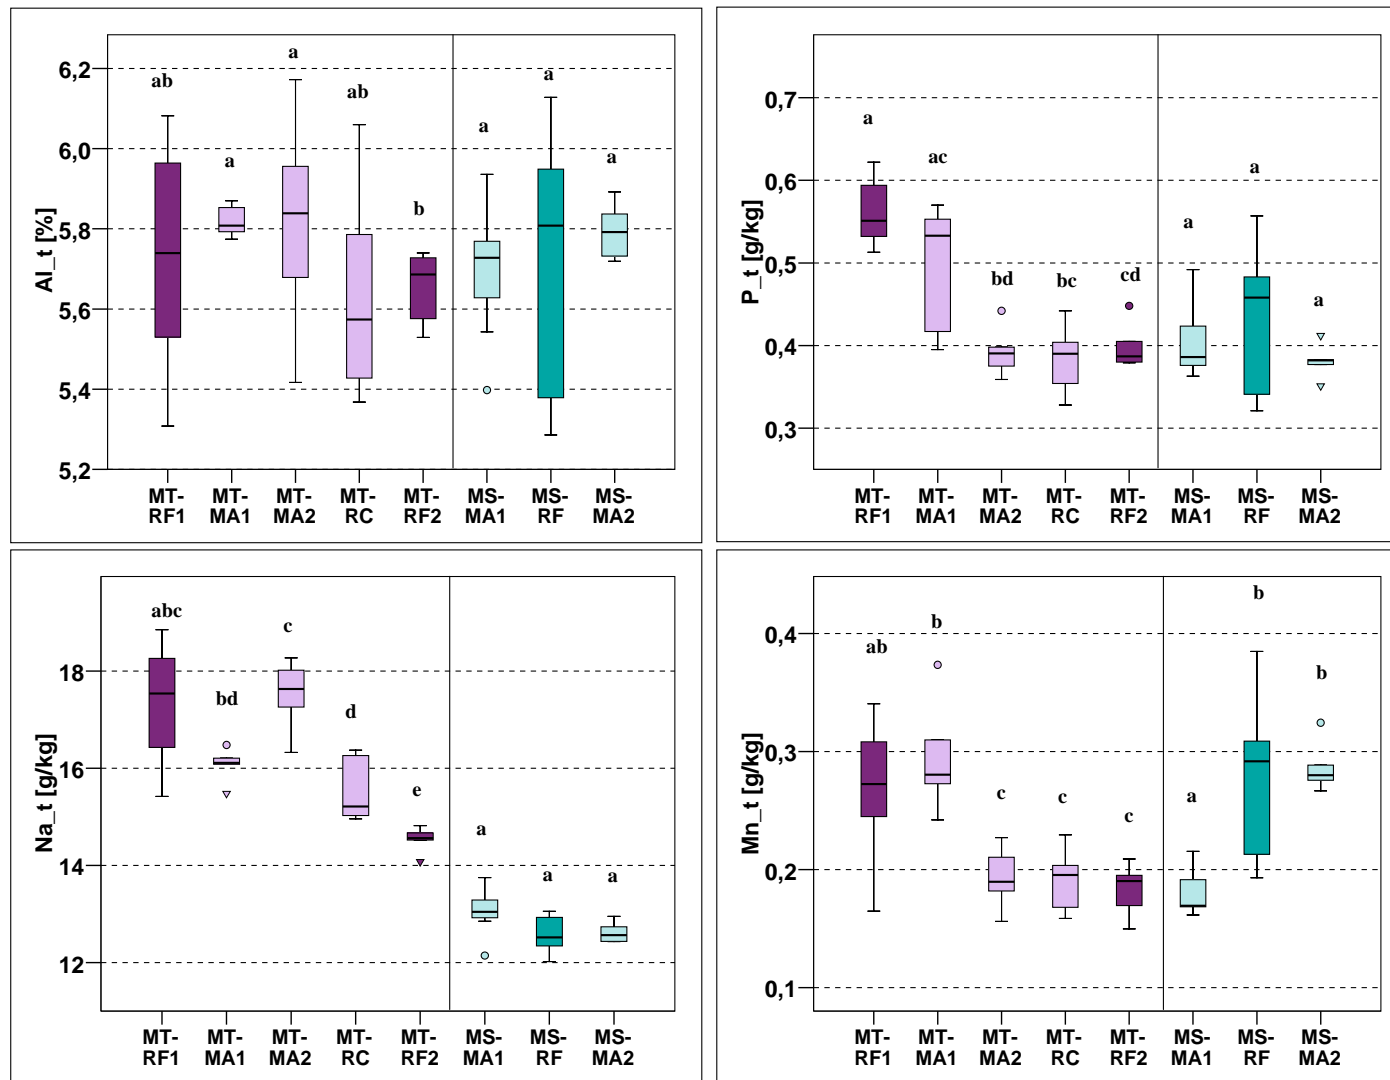 Al_t [%]
6,2
6,0
5,8
5,6
5,4
5,2
ab
a
a
ab
b
a
a
a
MT-RF1
MT-MA1
MT-MA2
MT-RC
MT-RF2
MS-MA1
MS-RF
MS-MA2
P_t [g/kg]
0,7
0,6
0,5
0,4
0,3
a
ac
bd
bc
cd
a
a
a
MT-RF1
MT-MA1
MT-MA2
MT-RC
MT-RF2
MS-MA1
MS-RF
MS-MA2
Na_t [g/kg]
18
16
14
12
abc
bd
c
d
e
a
a
a
MT-RF1
MT-MA1
MT-MA2
MT-RC
MT-RF2
MS-MA1
MS-RF
MS-MA2
Mn_t [g/kg]
0,4
0,3
0,2
0,1
ab
b
c
c
c
a
b
b
MT-RF1
MT-MA1
MT-MA2
MT-RC
MT-RF2
MS-MA1
MS-RF
MS-MA2